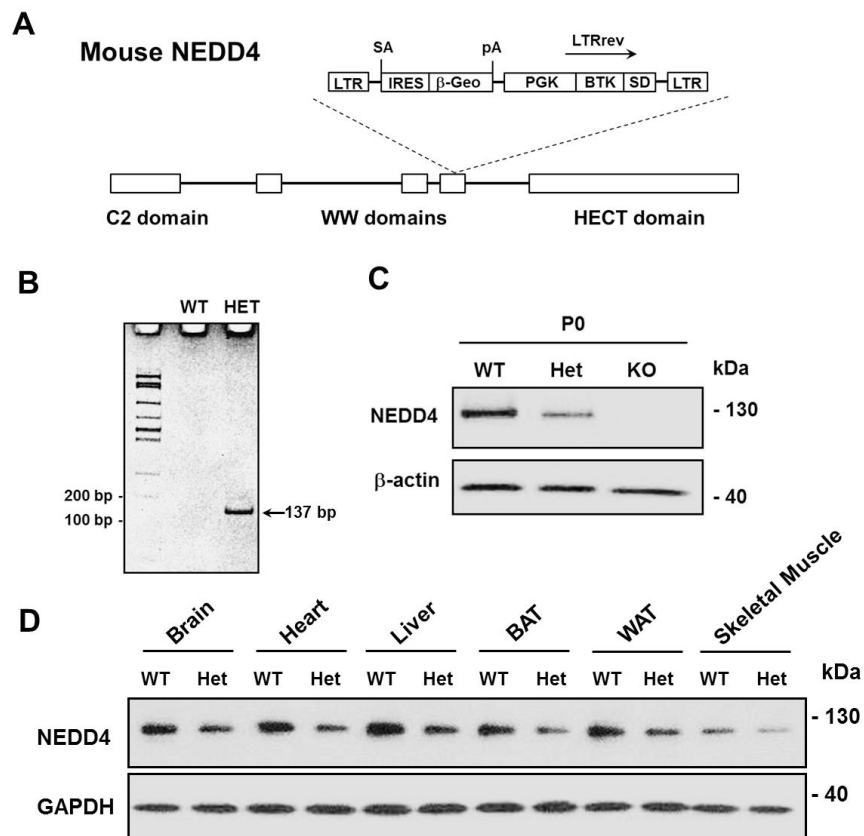 A
Mouse NEDD4
SA pA LTRrev
LTR IRES β-Geo PGK BTK SD LTR
C2 domain WW domains HECT domain
B
WT HET
200 bp -
100 bp -
137 bp
C
P0
WT Het KO kDa
NEDD4 - 130
β-actin
- 40
D
Brain Heart Liver BAT WAT Skeletal Muscle
WT Het WT Het WT Het WT Het WT Het WT Het kDa
- 130
NEDD4
- 40
GAPDH